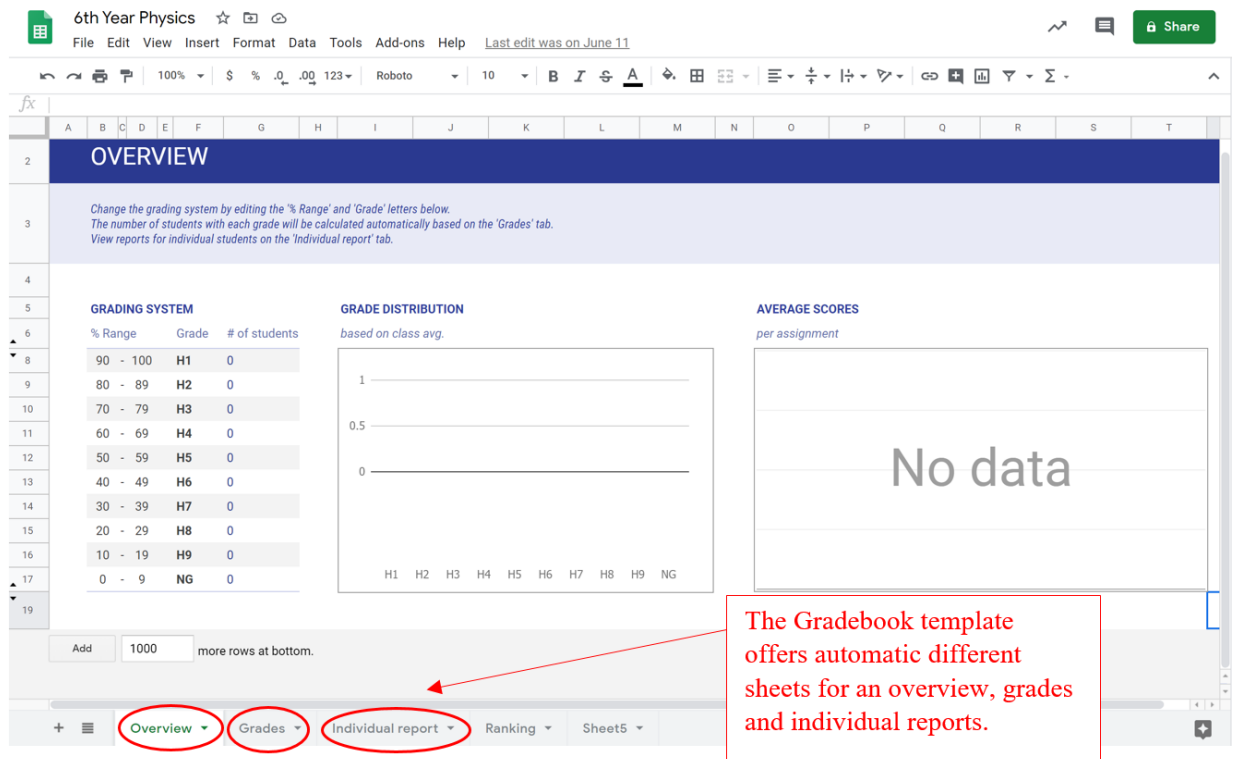 6th Year Physics
File Edit View Insert Format Data Tools Add-ons Help Last edit was on June 11
Share
100% $ % .0 .00 123 Roboto 10 B I S A
fx
A B C D E F G H I J K L M N O P Q R S T
2 OVERVIEW
3
Change the grading system by editing the '% Range' and 'Grade' letters below.
The number of students with each grade will be calculated automatically based on the 'Grades' tab.
View reports for individual students on the 'Individual report' tab.
4
5 GRADING SYSTEM GRADE DISTRIBUTION AVERAGE SCORES
6 % Range Grade # of students based on class avg. per assignment
8 90 - 100 H1 0
9 80 - 89 H2 0
10 70 - 79 H3 0
11 60 - 69 H4 0
12 50 - 59 H5 0
13 40 - 49 H6 0
14 30 - 39 H7 0
15 20 - 29 H8 0
16 10 - 19 H9 0
17 0 - 9 NG 0
19
1
0.5
0
H1 H2 H3 H4 H5 H6 H7 H8 H9 NG
No data
Add 1000 more rows at bottom.
The Gradebook template
offers automatic different
sheets for an overview, grades
and individual reports.
Overview Grades Individual report Ranking Sheet5